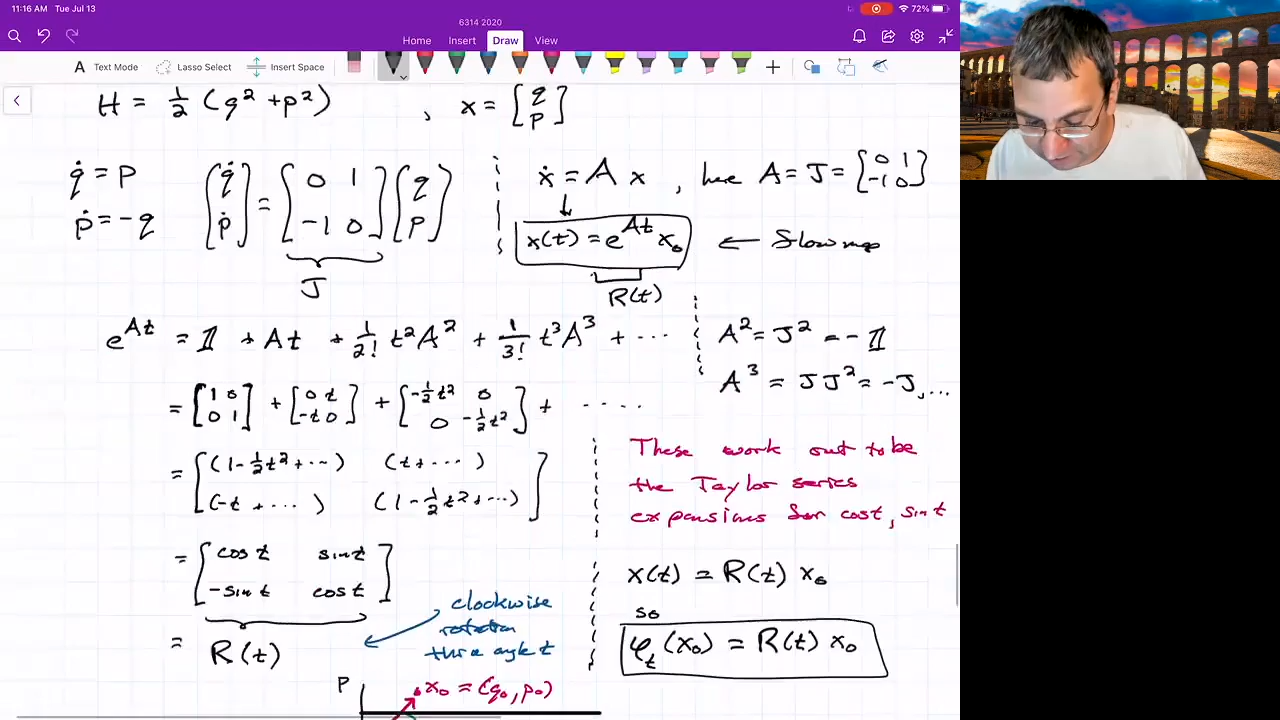 11:16 AM Tue Jul 13
72%
6314 2020
Home Insert Draw View
Text Mode Lasso Select Insert Space
H = 1/2 (q² + p²) , x = [q p]
q̇ = p
ṗ = -q
[q̇ ṗ] = [0 1 -1 0] [q p]
J
ẋ = A x , here A = J = [0 1 -1 0]
x(t) = e^{At} x₀ ← flow map
R(t)
e^{At} = 𝟙 + At + 1/2! t²A² + 1/3! t³A³ + ...
= [1 0 0 1] + [0 t -t 0] + [-1/2t² 0 0 -1/2t²] + ....
= [(1-1/2t²+...) (t+...) (-t+...) (1-1/2t²+...)]
= [cos t sin t -sin t cos t]
= R(t)
A² = J² = -𝟙
A³ = JJ² = -J, ...
These work out to be
the Taylor series
expansions for cost, sint
x(t) = R(t) x₀
so
φ_t(x₀) = R(t) x₀
clockwise
rotation
thru angle t
P
x₀ = (q₀, p₀)